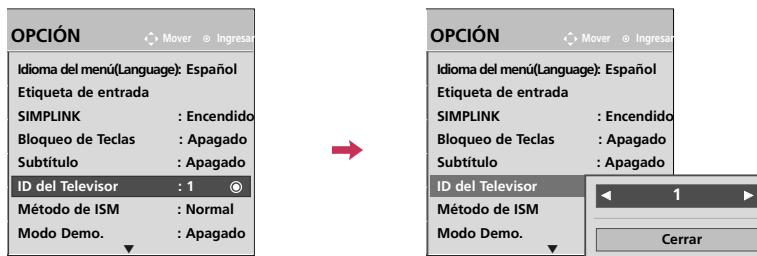 OPCIÓN Mover Ingresar
Idioma del menú(Language): Español
Etiqueta de entrada
SIMPLINK : Encendido
Bloqueo de Teclas : Apagado
Subtítulo : Apagado
ID del Televisor : 1
Método de ISM : Normal
Modo Demo. : Apagado
OPCIÓN Mover Ingresar
Idioma del menú(Language): Español
Etiqueta de entrada
SIMPLINK : Encendido
Bloqueo de Teclas : Apagado
Subtítulo : Apagado
ID del Televisor
Método de ISM
Modo Demo.
1
Cerrar